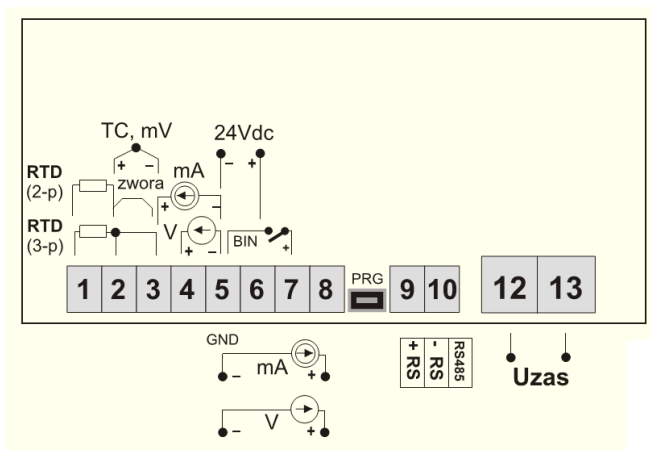 TC, mV
24Vdc
+ − − +
RTD
(2-p)
zwora
mA
+ −
RTD
(3-p)
V
+ −
BIN
+
1 2 3 4 5 6 7 8
PRG
9 10
12 13
GND
− mA +
− V +
+ RS
- RS
RS485
Uzas